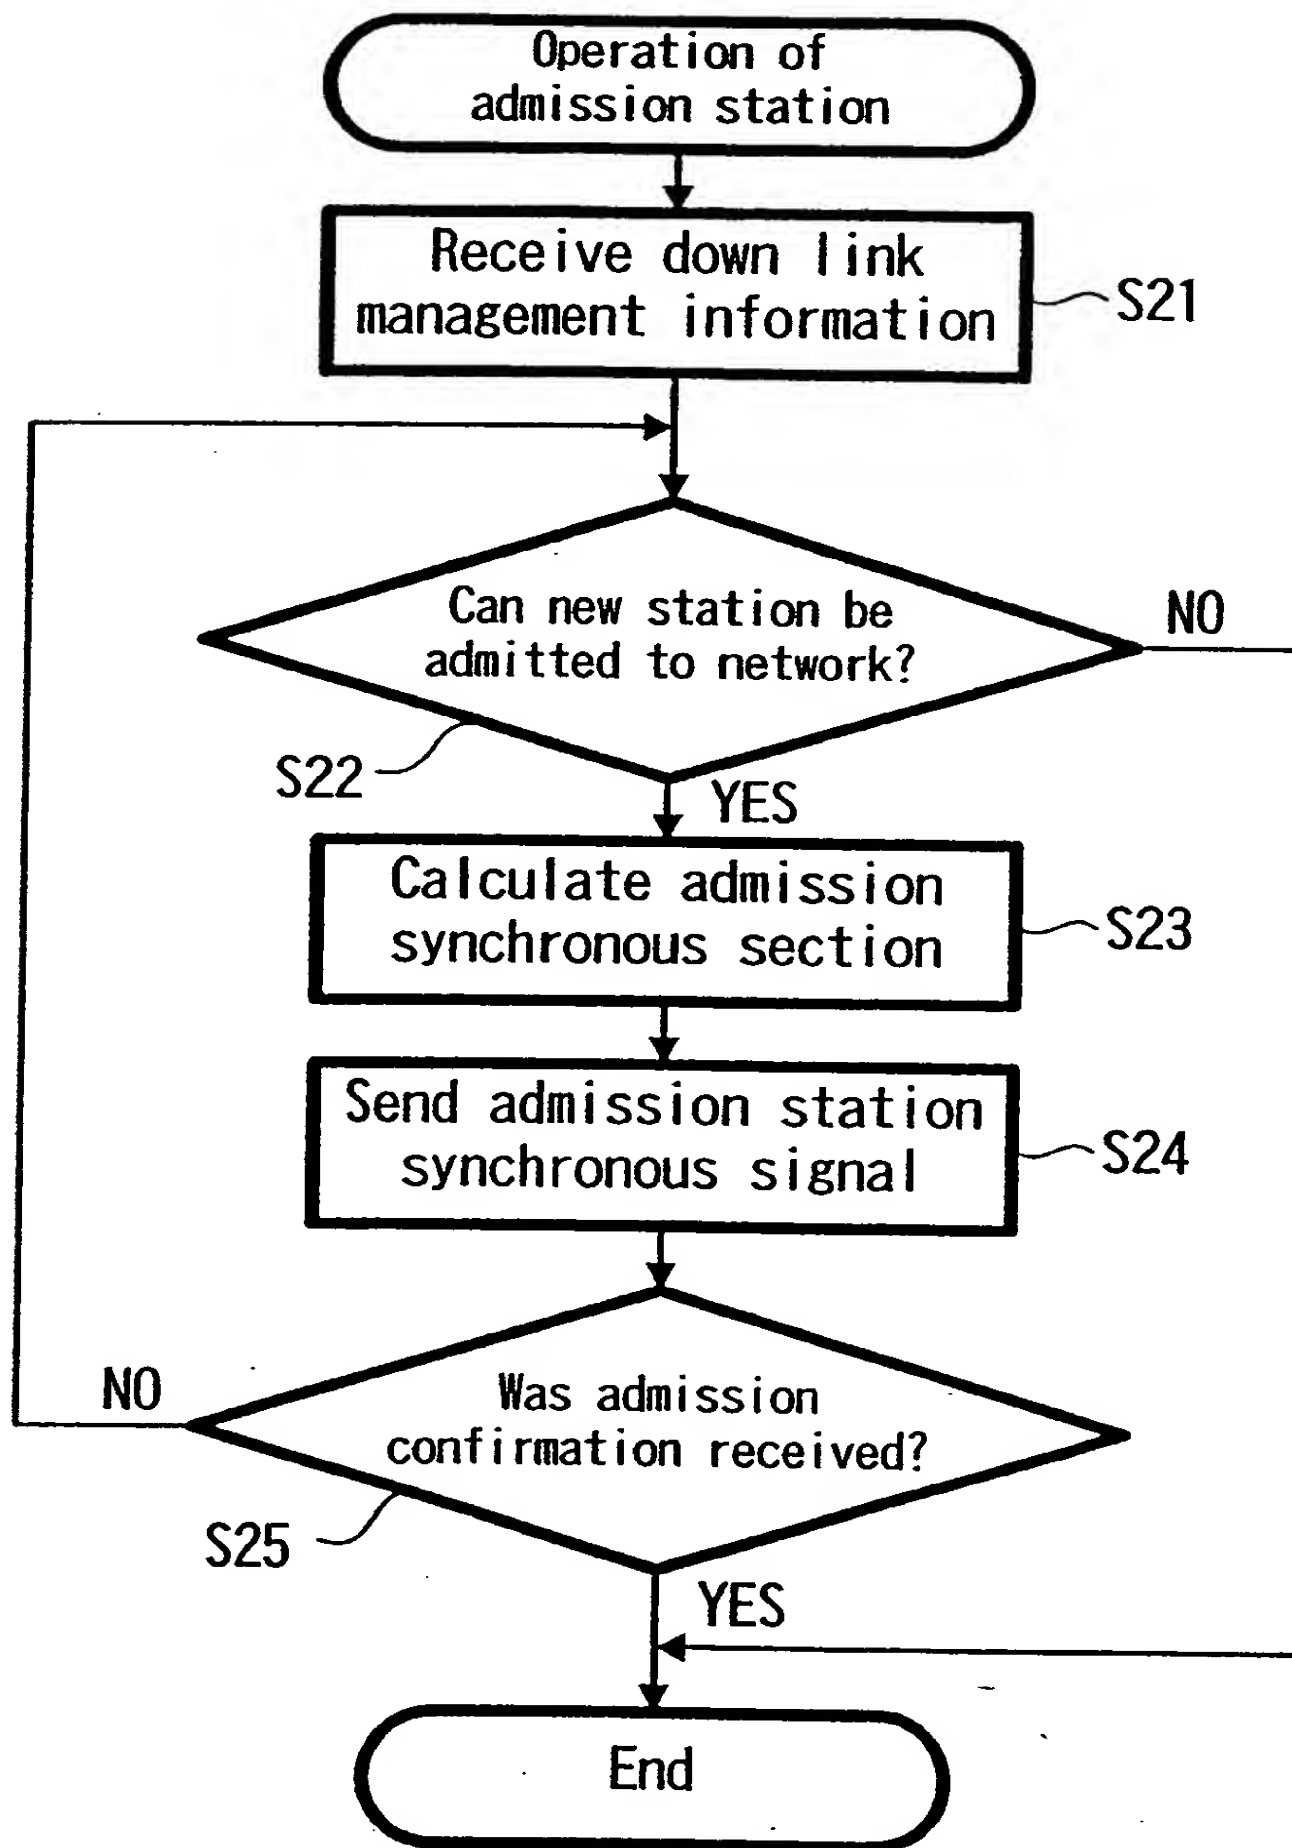 Operation of
admission station
Receive down link
management information
S21
Can new station be
admitted to network?
NO
S22
YES
Calculate admission
synchronous section
S23
Send admission station
synchronous signal
S24
Was admission
confirmation received?
NO
S25
YES
End